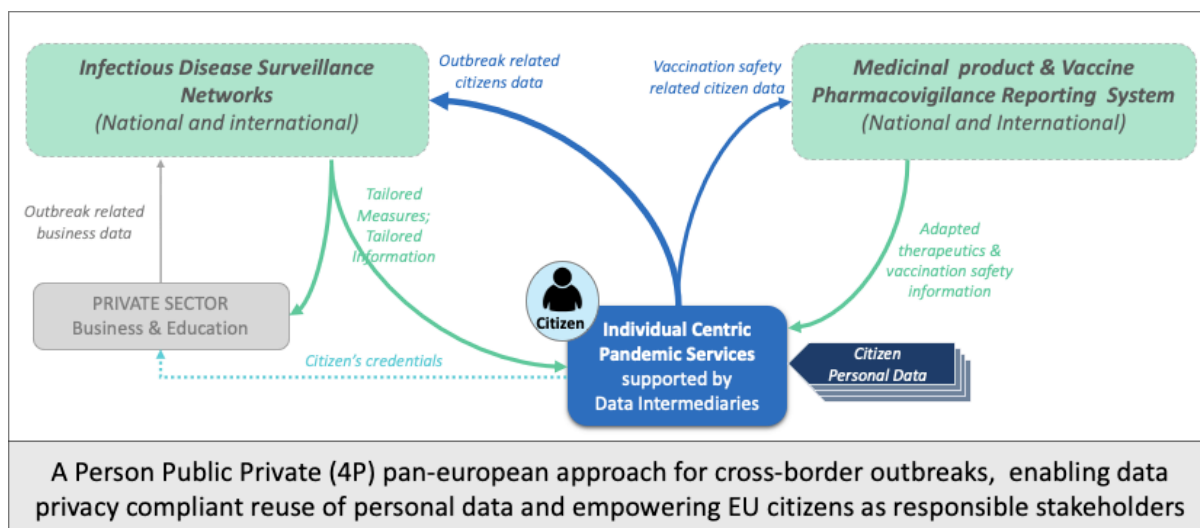 Infectious Disease Surveillance
Networks
(National and international)
Outbreak related
citizens data
Vaccination safety
related citizen data
Medicinal product & Vaccine
Pharmacovigilance Reporting System
(National and International)
Outbreak related
business data
Tailored
Measures;
Tailored
Information
Adapted
therapeutics &
vaccination safety
information
PRIVATE SECTOR
Business & Education
Citizen
Individual Centric
Pandemic Services
supported by
Data Intermediaries
Citizen's credentials
Citizen
Personal Data
A Person Public Private (4P) pan-european approach for cross-border outbreaks, enabling data
privacy compliant reuse of personal data and empowering EU citizens as responsible stakeholders